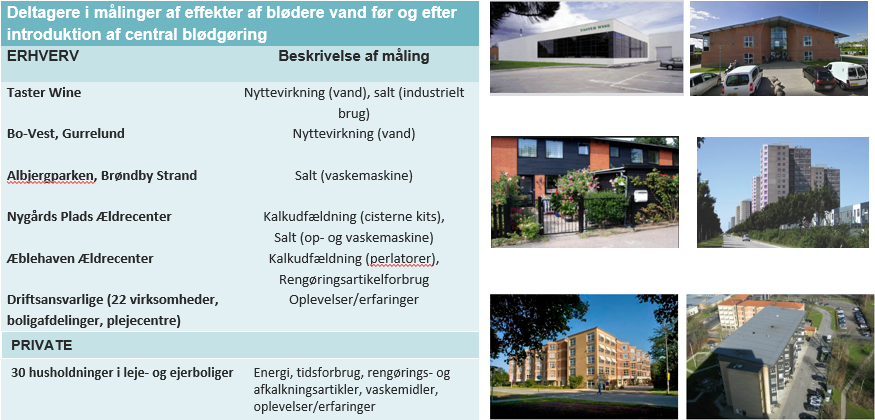 Deltagere i målinger af effekter af blødere vand før og efter
introduktion af central blødgøring
ERHVERV Beskrivelse af måling
Taster Wine Nyttevirkning (vand), salt (industrielt
brug)
Bo-Vest, Gurrelund Nyttevirkning (vand)
Albjergparken, Brøndby Strand Salt (vaskemaskine)
Nygårds Plads Ældrecenter Kalkudfældning (cisterne kits),
Salt (op- og vaskemaskine)
Æblehaven Ældrecenter Kalkudfældning (perlatorer),
Rengøringsartikelforbrug
Driftsansvarlige (22 virksomheder, Oplevelser/erfaringer
boligafdelinger, plejecentre)
PRIVATE
30 husholdninger i leje- og ejerboliger Energi, tidsforbrug, rengørings- og
afkalkningsartikler, vaskemidler,
oplevelser/erfaringer
TASTER WINE